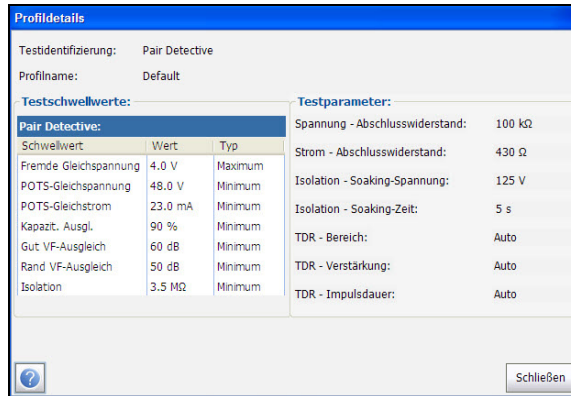 Profildetails
Testidentifizierung: Pair Detective
Profilname: Default
Testschwellwerte:
Pair Detective:
Schwellwert Wert Typ
Fremde Gleichspannung 4.0 V Maximum
POTS-Gleichspannung 48.0 V Minimum
POTS-Gleichstrom 23.0 mA Minimum
Kapazit. Ausgl. 90 % Minimum
Gut VF-Ausgleich 60 dB Minimum
Rand VF-Ausgleich 50 dB Minimum
Isolation 3.5 MΩ Minimum
Testparameter:
Spannung - Abschlusswiderstand: 100 kΩ
Strom - Abschlusswiderstand: 430 Ω
Isolation - Soaking-Spannung: 125 V
Isolation - Soaking-Zeit: 5 s
TDR - Bereich: Auto
TDR - Verstärkung: Auto
TDR - Impulsdauer: Auto
?
Schließen